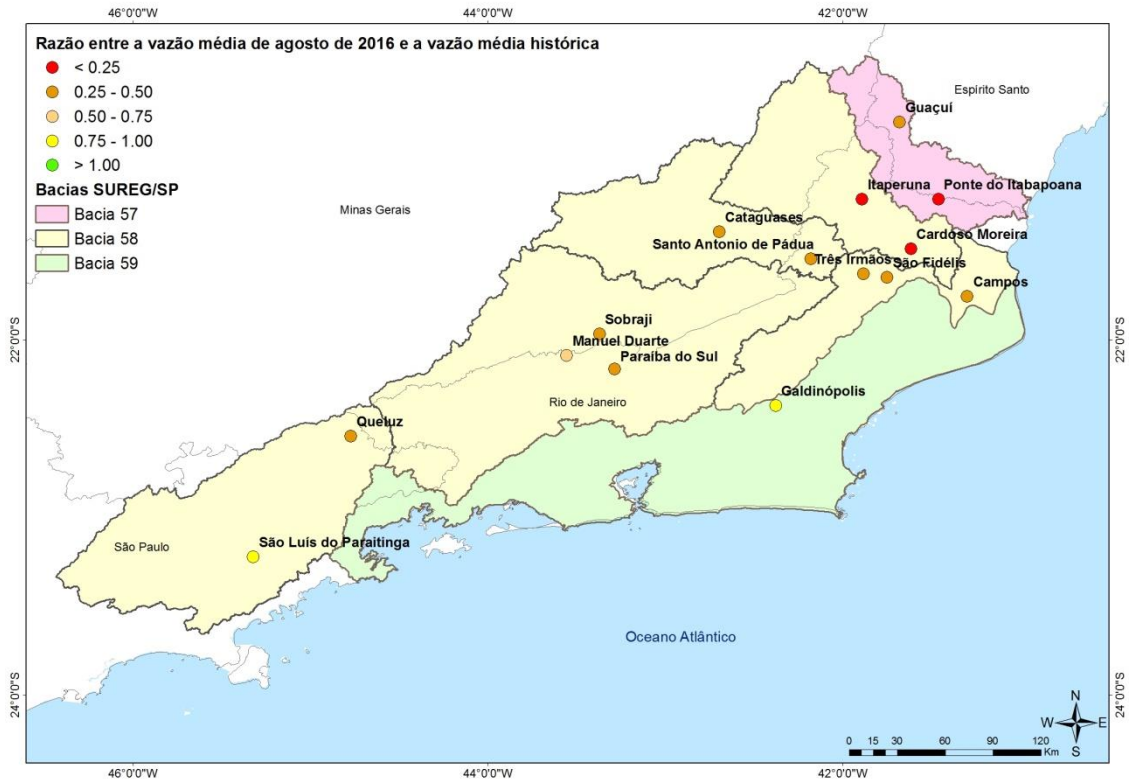 46°0'0"W
44°0'0"W
42°0'0"W
Razão entre a vazão média de agosto de 2016 e a vazão média histórica
< 0.25
0.25 - 0.50
0.50 - 0.75
0.75 - 1.00
> 1.00
Bacias SUREG/SP
Bacia 57
Bacia 58
Bacia 59
Espírito Santo
Guaçuí
Minas Gerais
Itaperuna
Ponte do Itabapoana
Cataguases
Cardoso Moreira
Santo Antonio de Pádua
Três Irmãos
São Fidélis
Campos
Sobraji
Manuel Duarte
Paraíba do Sul
Galdinópolis
Rio de Janeiro
Queluz
São Paulo
São Luís do Paraitinga
Oceano Atlântico
22°0'0"S
22°0'0"S
24°0'0"S
24°0'0"S
N
W E
S
0 15 30 60 90 120
Km
46°0'0"W
44°0'0"W
42°0'0"W